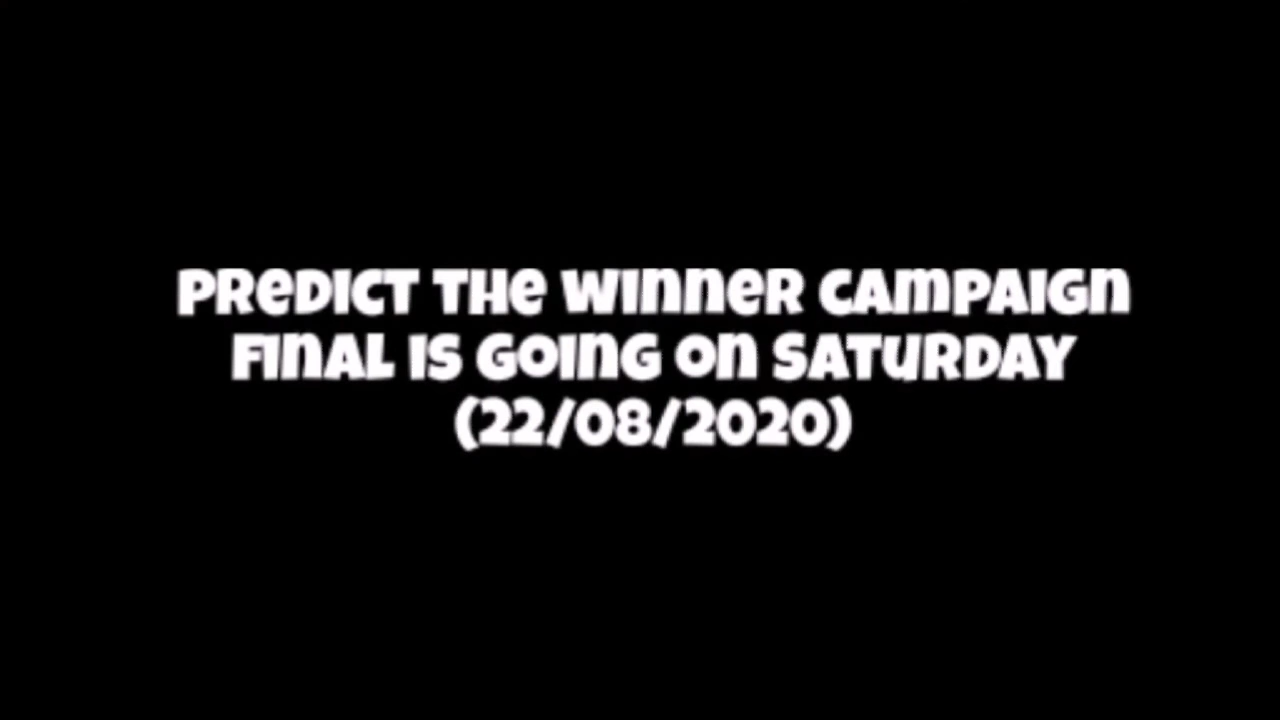 PREDICT THE WINNER CAMPAIGN
FINAL IS GOING ON SATURDAY
(22/08/2020)